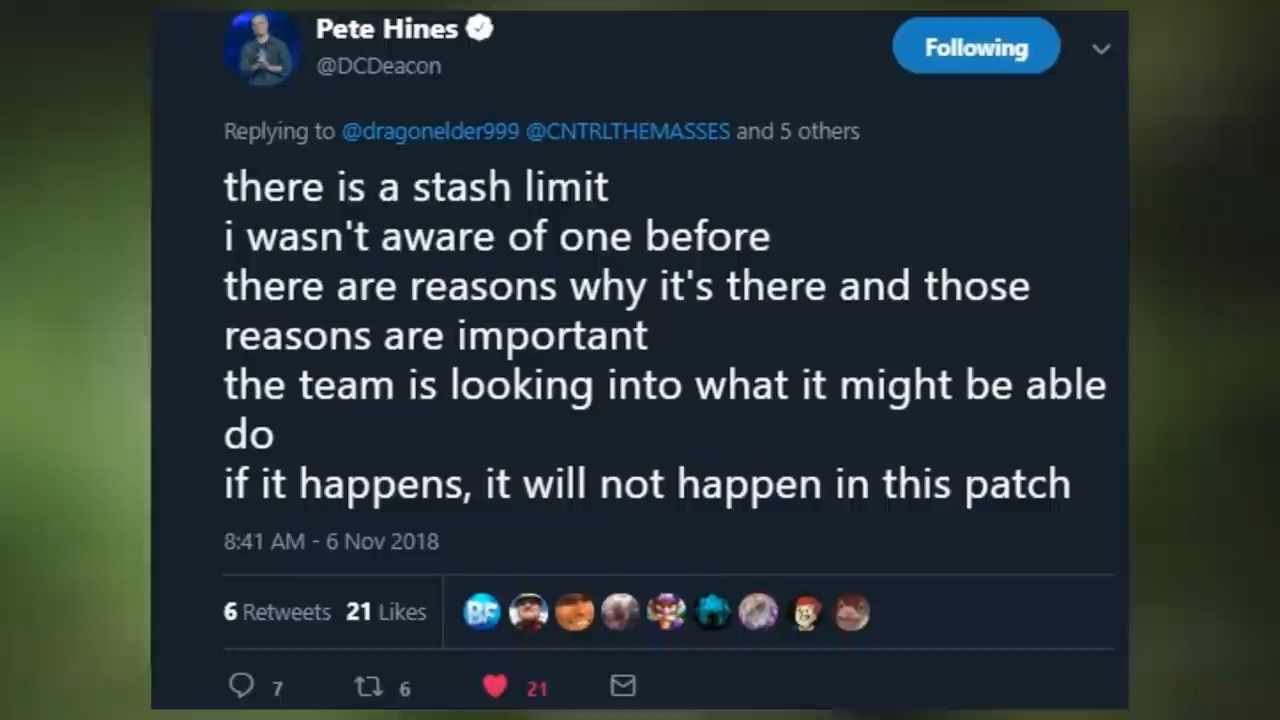 Pete Hines
@DCDeacon
Following
Replying to @dragonelder999 @CNTRLTHEMASSES and 5 others
there is a stash limit
i wasn't aware of one before
there are reasons why it's there and those
reasons are important
the team is looking into what it might be able
do
if it happens, it will not happen in this patch
8:41 AM - 6 Nov 2018
6 Retweets 21 Likes
BF
7 6 21